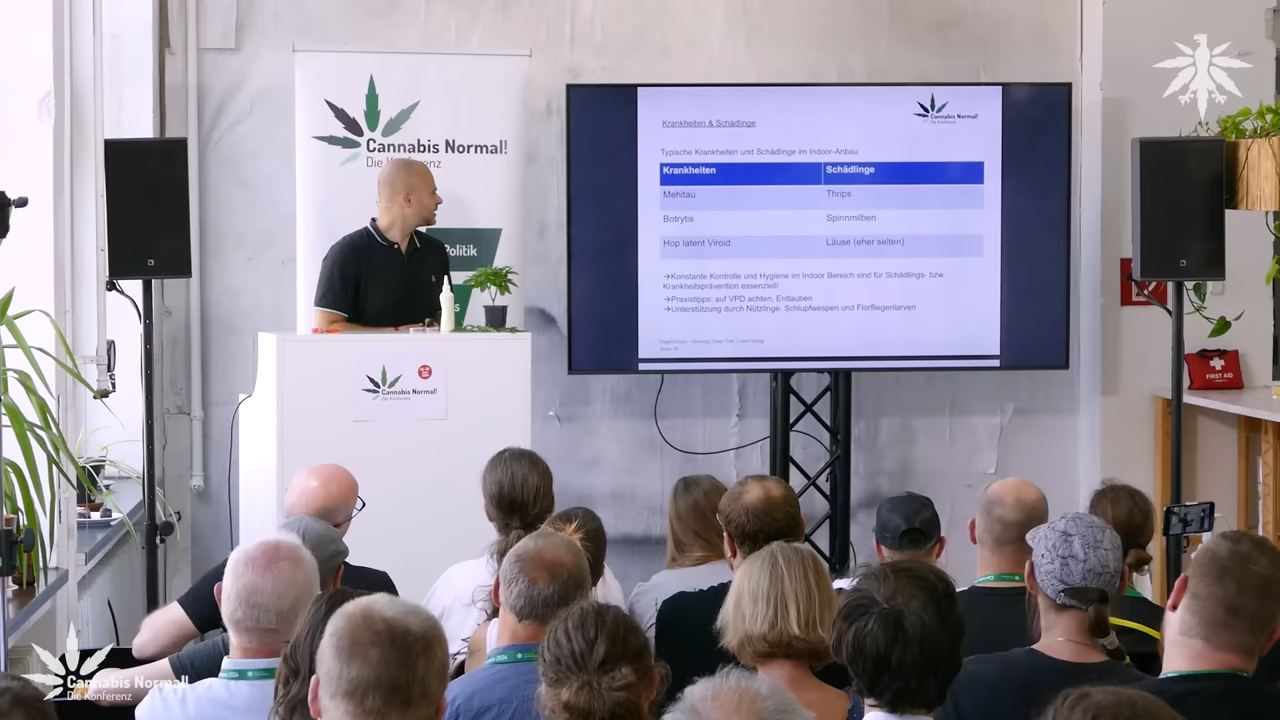 Cannabis Normal!
Die Konferenz
Politik
Cannabis Normal!
Die Konferenz
Krankheiten & Schädlinge
Cannabis Normal!
Die Konferenz
Typische Krankheiten und Schädlinge im Indoor-Anbau
Krankheiten Schädlinge
Mehltau Thrips
Botrytis Spinnmilben
Hop latent Viroid Läuse (eher selten)
→Konstante Kontrolle und Hygiene im Indoor Bereich sind für Schädlings- bzw.
Krankheitsprävention essenziell!
→Praxistipps: auf VPD achten, Entlauben
→Unterstützung durch Nützlinge: Schlupfwespen und Florfliegenlarven
FIRST AID
Cannabis Normal!
Die Konferenz